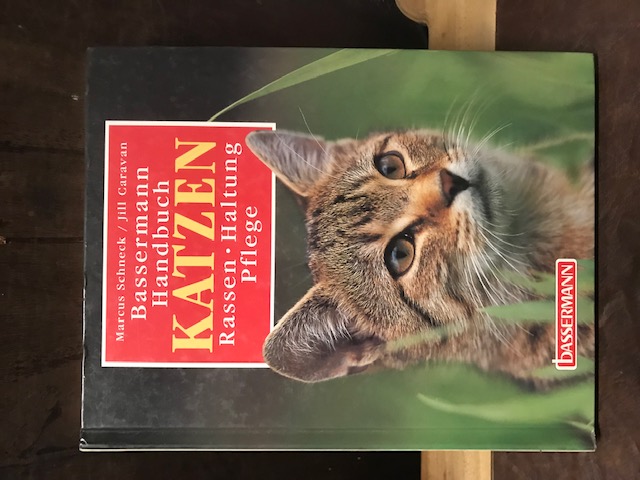 Marcus Schneck / Jill Caravan
Bassermann
Handbuch
KATZEN
Rassen · Haltung
Pflege
BASSERMANN